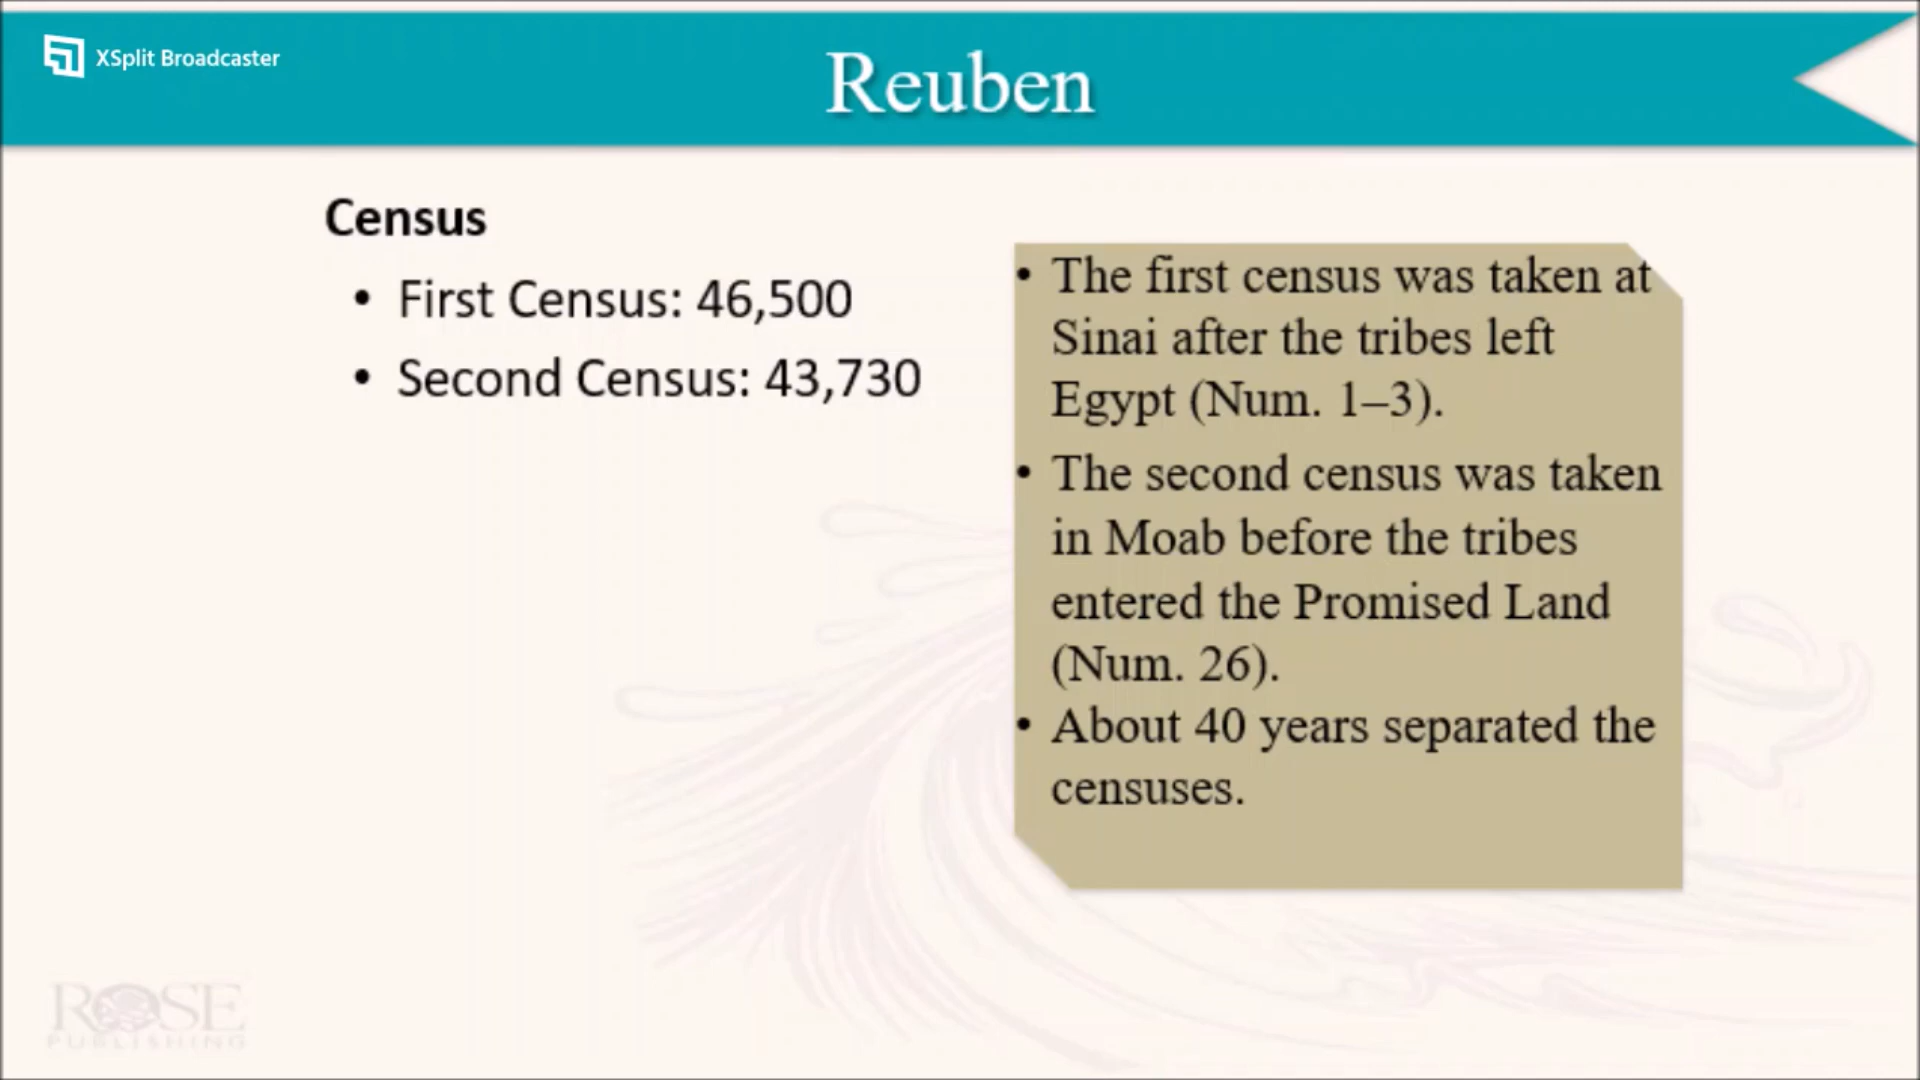 XSplit Broadcaster
Reuben
Census
• First Census: 46,500
• Second Census: 43,730
• The first census was taken at
Sinai after the tribes left
Egypt (Num. 1–3).
• The second census was taken
in Moab before the tribes
entered the Promised Land
(Num. 26).
• About 40 years separated the
censuses.
ROSE
PUBLISHING